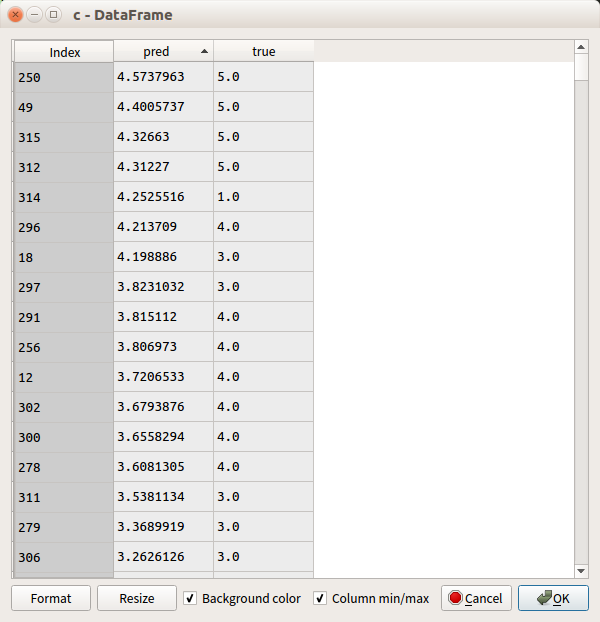 c - DataFrame
Index pred true
250 4.5737963 5.0
49 4.4005737 5.0
315 4.32663 5.0
312 4.31227 5.0
314 4.2525516 1.0
296 4.213709 4.0
18 4.198886 3.0
297 3.8231032 3.0
291 3.815112 4.0
256 3.806973 4.0
12 3.7206533 4.0
302 3.6793876 4.0
300 3.6558294 4.0
278 3.6081305 4.0
311 3.5381134 3.0
279 3.3689919 3.0
306 3.2626126 3.0
Format Resize Background color Column min/max Cancel OK